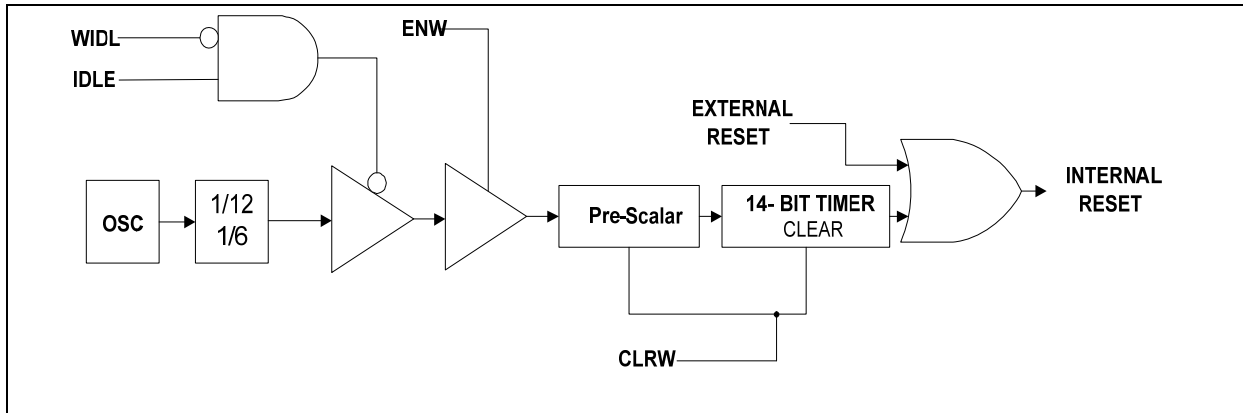 WIDL
IDLE
ENW
EXTERNAL
RESET
INTERNAL
RESET
OSC
1/12
1/6
Pre-Scalar
14- BIT TIMER
CLEAR
CLRW